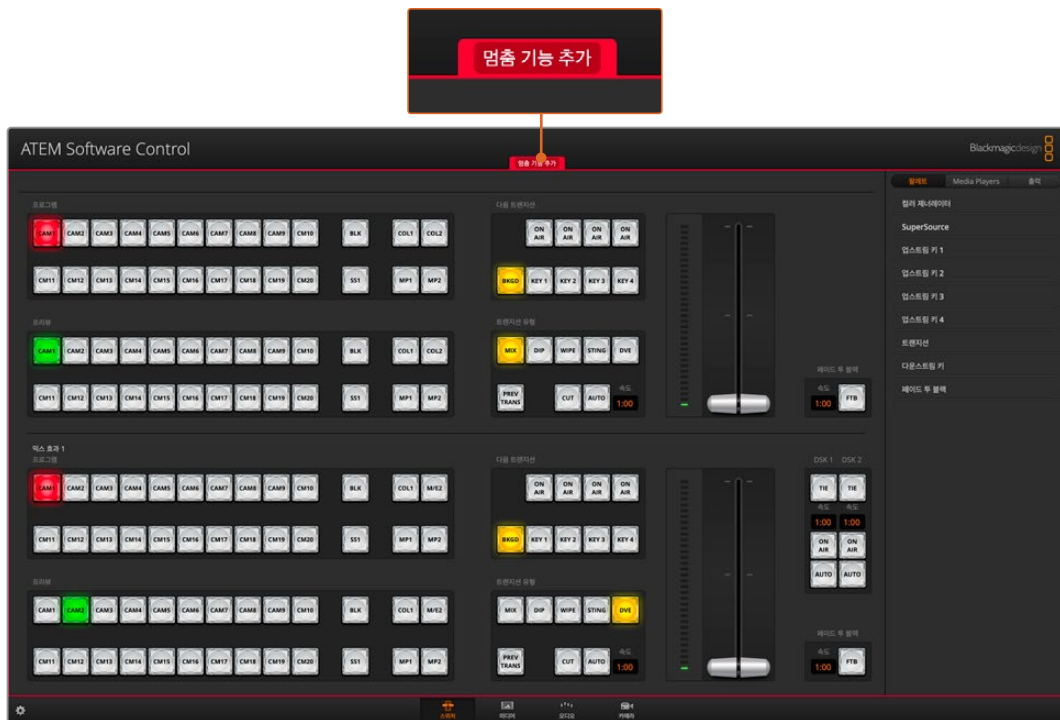 멈춤 기능 추가
ATEM Software Control
멈춤 기능 추가
Blackmagicdesign
팔레트 Media Players 출력
프로그램 다음 트랜지션
컬러 제너레이터
CAM1 CAM2 CAM3 CAM4 CAM5 CAM6 CAM7 CAM8 CAM9 CM10 BLK COL1 COL2 ON AIR ON AIR ON AIR ON AIR
SuperSource
업스트림 키 1
CM11 CM12 CM13 CM14 CM15 CM16 CM17 CM18 CM19 CM20 SS1 MP1 MP2 BKGD KEY 1 KEY 2 KEY 3 KEY 4
업스트림 키 2
업스트림 키 3
프리뷰 트랜지션 유형
업스트림 키 4
CAM1 CAM2 CAM3 CAM4 CAM5 CAM6 CAM7 CAM8 CAM9 CM10 BLK COL1 COL2 MIX DIP WIPE STING DVE
트랜지션
다운스트림 키
페이드 투 블랙
페이드 투 블랙
속도 속도
CM11 CM12 CM13 CM14 CM15 CM16 CM17 CM18 CM19 CM20 SS1 MP1 MP2 PREV TRANS CUT AUTO 1:00 1:00 FTB
믹스 효과 1
프로그램 다음 트랜지션 DSK 1 DSK 2
CAM1 CAM2 CAM3 CAM4 CAM5 CAM6 CAM7 CAM8 CAM9 CM10 BLK COL1 M/E2 ON AIR ON AIR ON AIR ON AIR TIE TIE
속도 속도
1:00 1:00
CM11 CM12 CM13 CM14 CM15 CM16 CM17 CM18 CM19 CM20 SS1 MP1 MP2 BKGD KEY 1 KEY 2 KEY 3 KEY 4 ON AIR ON AIR
AUTO AUTO
프리뷰 트랜지션 유형
CAM1 CAM2 CAM3 CAM4 CAM5 CAM6 CAM7 CAM8 CAM9 CM10 BLK COL1 M/E2 MIX DIP WIPE STING DVE
페이드 투 블랙
속도 속도
CM11 CM12 CM13 CM14 CM15 CM16 CM17 CM18 CM19 CM20 SS1 MP1 MP2 PREV TRANS CUT AUTO 1:00 1:00 FTB
스위처 미디어 오디오 카메라